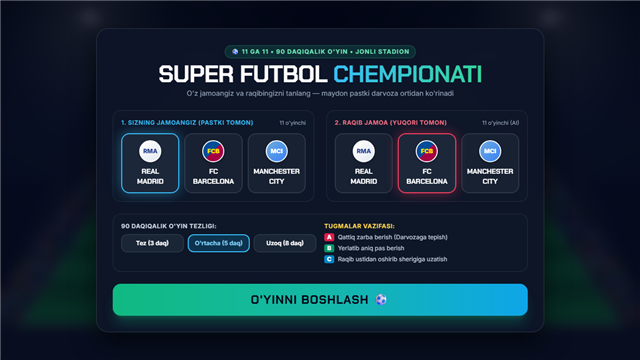 11 GA 11 • 90 DAQIQALIK O'YIN • JONLI STADION
SUPER FUTBOL CHEMPIONATI
O'z jamoangiz va raqibingizni tanlang — maydon pastki darvoza ortidan ko'rinadi
1. SIZNING JAMOANGIZ (PASTKI TOMON)
11 o'yinchi
RMA
REAL
MADRID
FCB
FC
BARCELONA
MCI
MANCHESTER
CITY
2. RAQIB JAMOA (YUQORI TOMON)
11 o'yinchi (AI)
RMA
REAL
MADRID
FCB
FC
BARCELONA
MCI
MANCHESTER
CITY
90 DAQIQALIK O'YIN TEZLIGI:
Tez (3 daq)
O'rtacha (5 daq)
Uzoq (8 daq)
TUGMALAR VAZIFASI:
A Qattiq zarba berish (Darvozaga tepish)
B Yerlatib aniq pas berish
C Raqib ustidan oshirib sherigiga uzatish
O'YINNI BOSHLASH